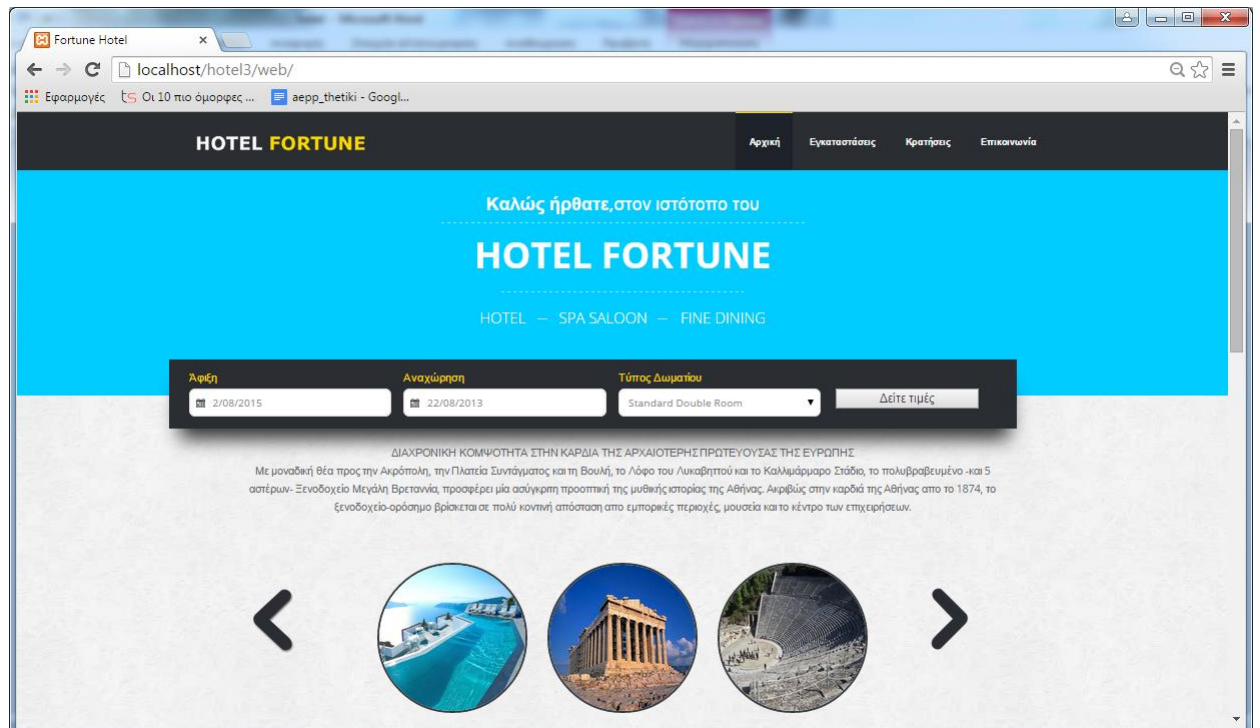 Fortune Hotel
localhost/hotel3/web/
Εφαρμογές Οι 10 πιο όμορφες ... aepp_thetiki - Googl...
HOTEL FORTUNE
Αρχική Εγκαταστάσεις Κρατήσεις Επικοινωνία
Καλώς ήρθατε,στον ιστότοπο του
HOTEL FORTUNE
HOTEL — SPA SALOON — FINE DINING
Άφιξη Αναχώρηση Τύπος Δωματίου
2/08/2015 22/08/2013 Standard Double Room Δείτε τιμές
ΔΙΑΧΡΟΝΙΚΗ ΚΟΜΨΟΤΗΤΑ ΣΤΗΝ ΚΑΡΔΙΑ ΤΗΣ ΑΡΧΑΙΟΤΕΡΗΣ ΠΡΩΤΕΥΟΥΣΑΣ ΤΗΣ ΕΥΡΩΠΗΣ
Με μοναδική θέα προς την Ακρόπολη, την Πλατεία Συντάγματος και τη Βουλή, το Λόφο του Λυκαβηττού και το Καλλιμάρμαρο Στάδιο, το πολυβραβευμένο -και 5
αστέρων- Ξενοδοχείο Μεγάλη Βρεταννία, προσφέρει μία ασύγκριτη προοπτική της μυθικής ιστορίας της Αθήνας. Ακριβώς στην καρδιά της Αθήνας απο το 1874, το
ξενοδοχείο-ορόσημο βρίσκεται σε πολύ κοντινή απόσταση απο εμπορικές περιοχές, μουσεία και το κέντρο των επιχειρήσεων.